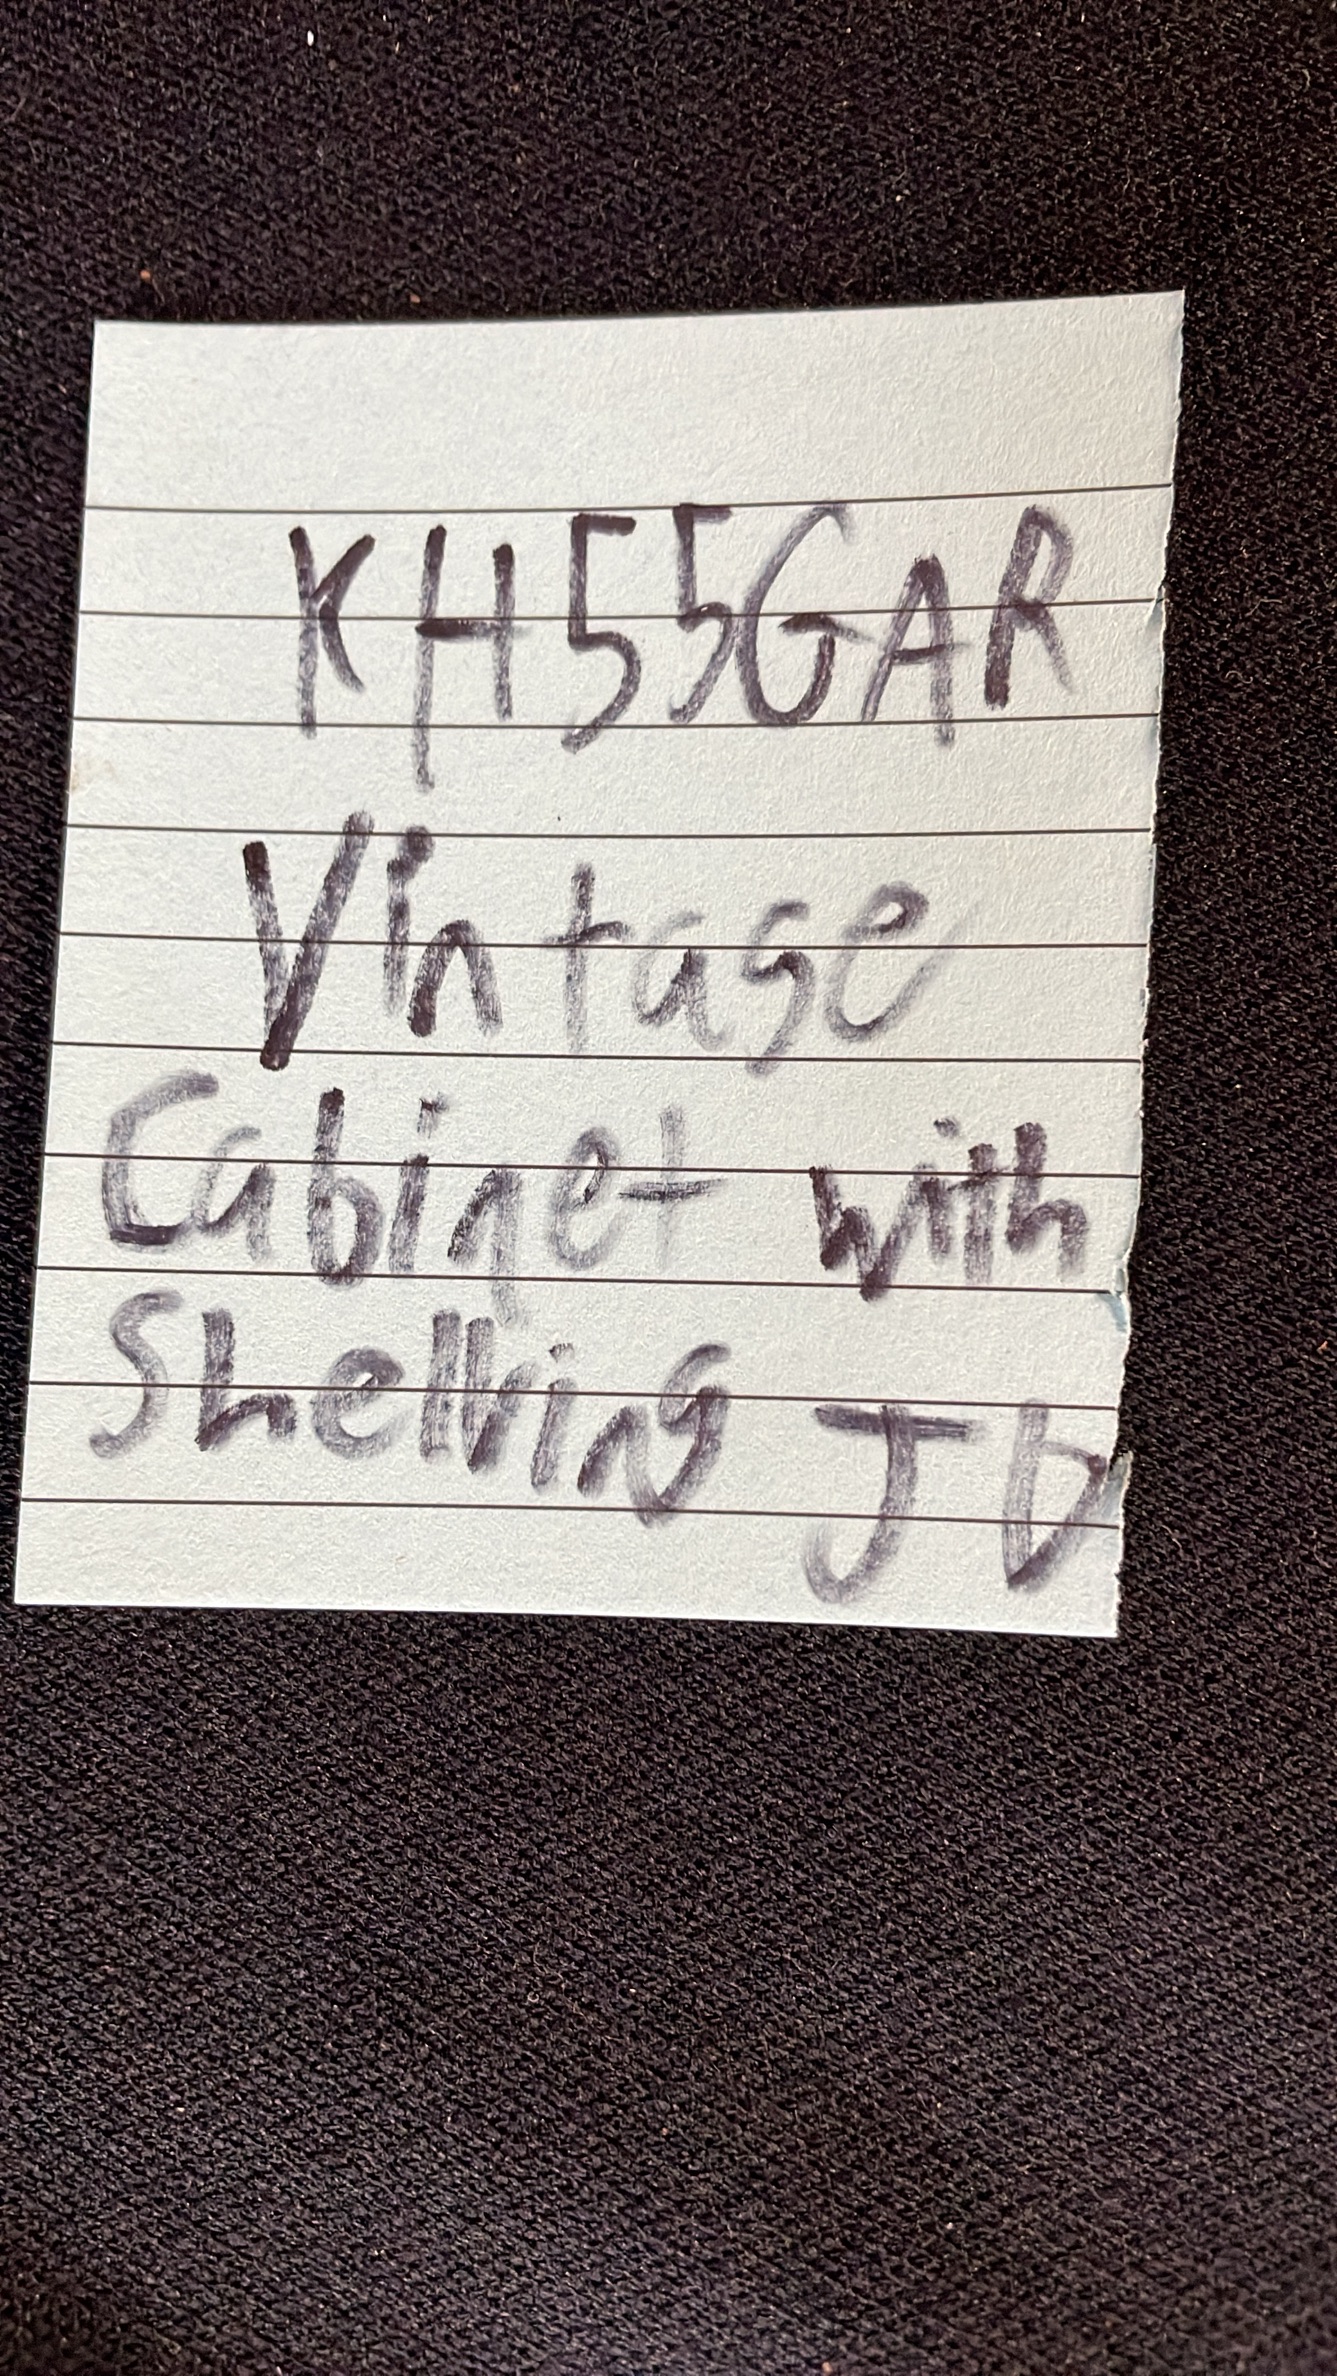 KH55GAR
Vintage
Cabinet with
Shelving JD